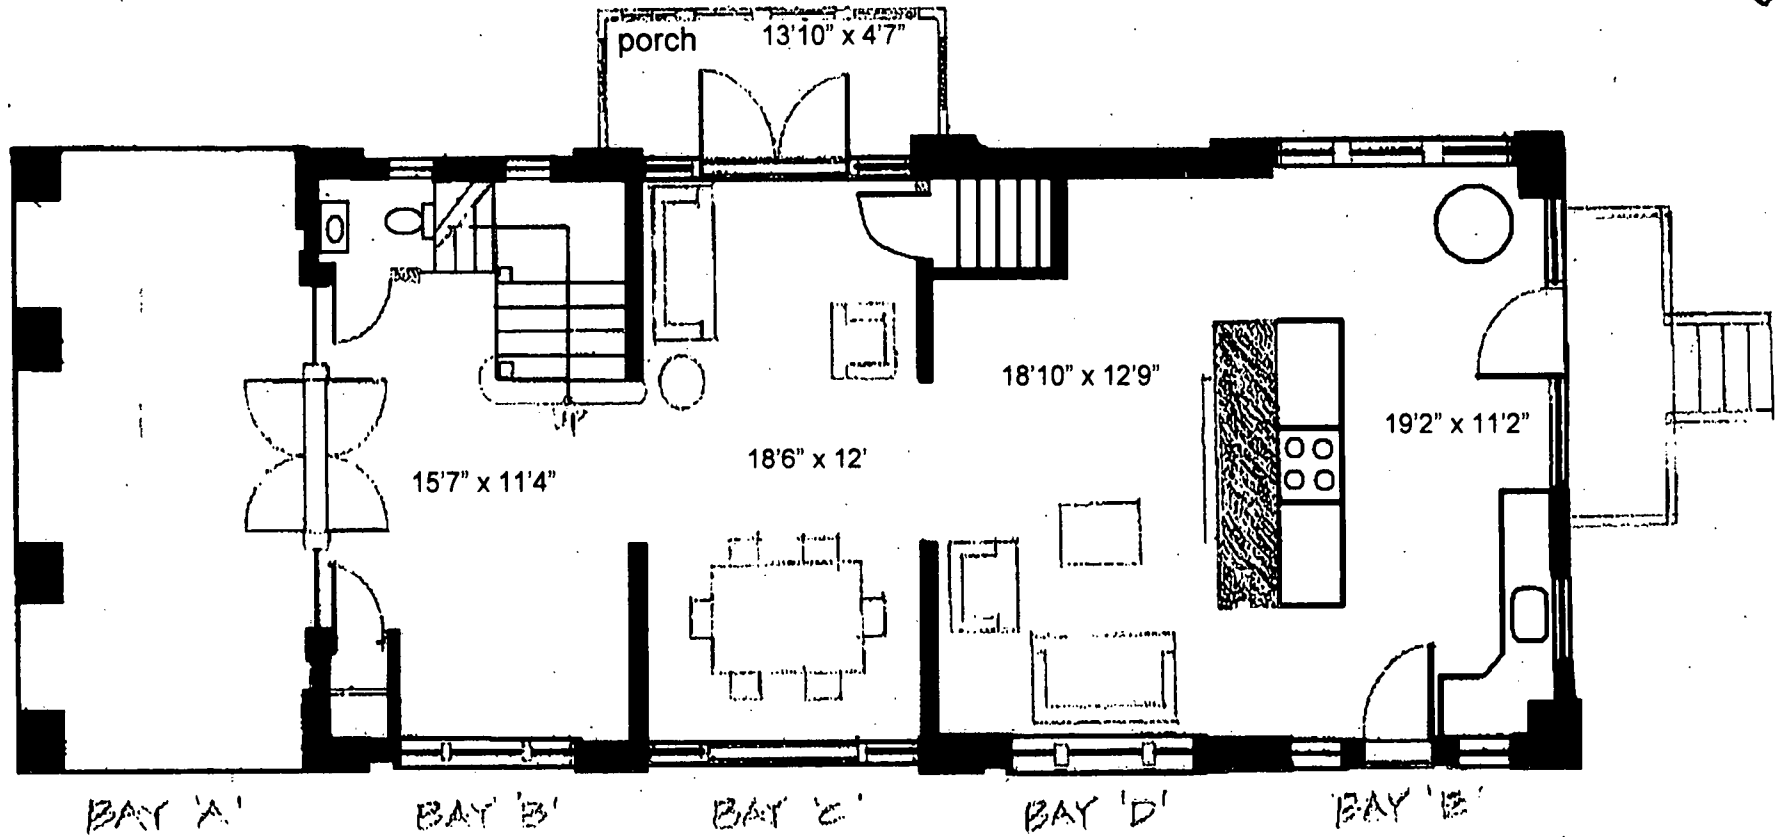 porch 13'10" x 4'7"
UP
18'10" x 12'9"
19'2" x 11'2"
18'6" x 12'
15'7" x 11'4"
BAY 'A' BAY 'B' BAY 'C' BAY 'D' BAY 'E'